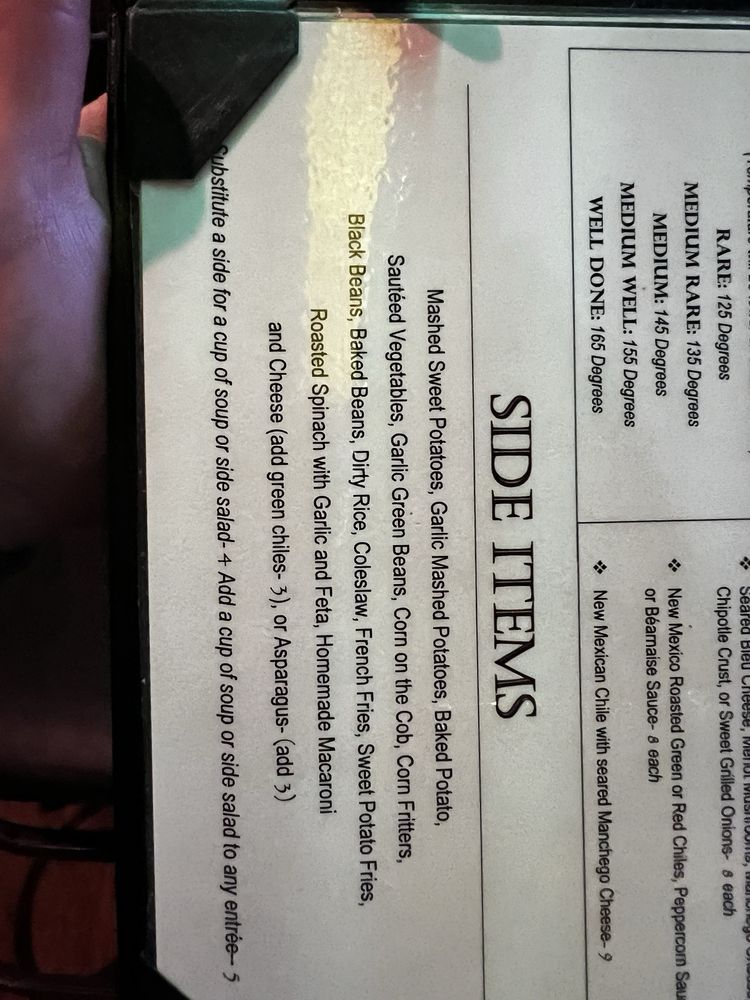 RARE: 125 Degrees
MEDIUM RARE: 135 Degrees
MEDIUM: 145 Degrees
MEDIUM WELL: 155 Degrees
WELL DONE: 165 Degrees
❖ Seared Bleu Cheese, Merlot Mushrooms,
Chipotle Crust, or Sweet Grilled Onions- 8 each
❖ New Mexico Roasted Green or Red Chiles, Peppercorn
or Béarnaise Sauce- 8 each
❖ New Mexican Chile with seared Manchego Cheese- 9
SIDE ITEMS
Mashed Sweet Potatoes, Garlic Mashed Potatoes, Baked Potato,
Sautéed Vegetables, Garlic Green Beans, Corn on the Cob, Corn Fritters,
Black Beans, Baked Beans, Dirty Rice, Coleslaw, French Fries, Sweet Potato Fries,
Roasted Spinach with Garlic and Feta, Homemade Macaroni
and Cheese (add green chiles- 3), or Asparagus- (add 3)
Substitute a side for a cup of soup or side salad- 4 Add a cup of soup or side salad to any entrée-- 5